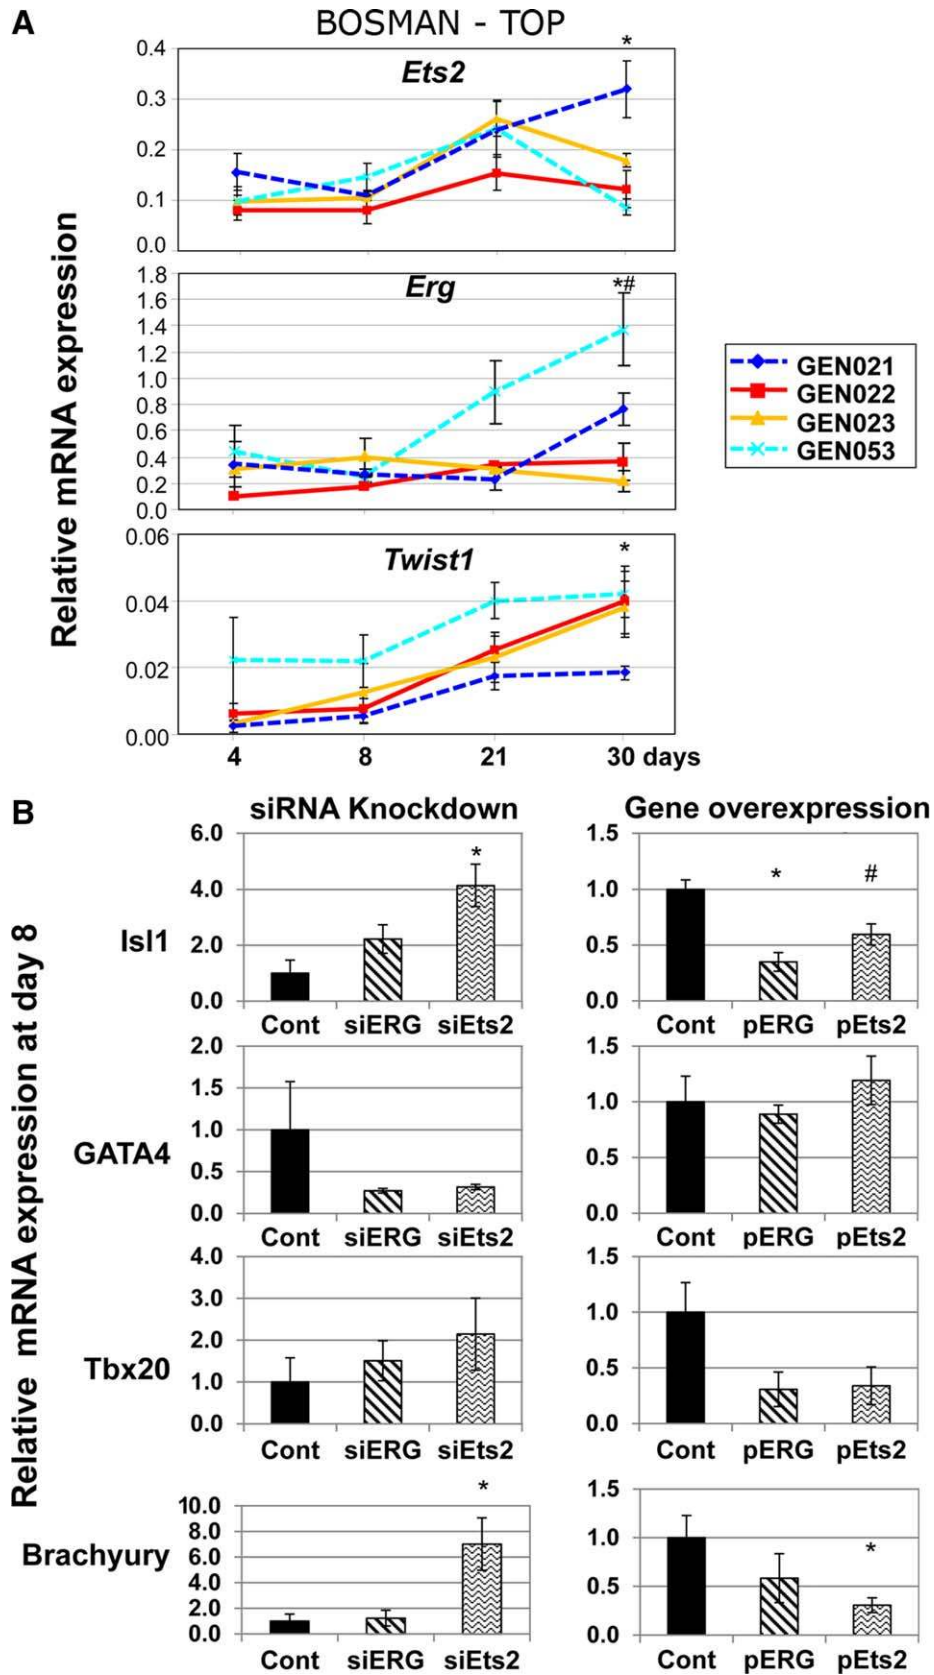 A
BOSMAN - TOP
Relative mRNA expression
*
Ets2
0.4
0.3
0.2
0.1
0.0
*#
Erg
1.8
1.6
1.4
1.2
1.0
0.8
0.6
0.4
0.2
0.0
*
Twist1
0.06
0.04
0.02
0.00
4 8 21 30 days
GEN021
GEN022
GEN023
GEN053
B
siRNA Knockdown Gene overexpression
Relative mRNA expression at day 8
Isl1
6.0
4.0
2.0
0.0
*
Cont siERG siEts2
1.5
1.0
0.5
0.0
* #
Cont pERG pEts2
GATA4
2.0
1.5
1.0
0.5
0.0
Cont siERG siEts2
1.5
1.0
0.5
0.0
Cont pERG pEts2
Tbx20
4.0
3.0
2.0
1.0
0.0
Cont siERG siEts2
1.5
1.0
0.5
0.0
Cont pERG pEts2
Brachyury
10.0
8.0
6.0
4.0
2.0
0.0
*
Cont siERG siEts2
1.5
1.0
0.5
0.0
*
Cont pERG pEts2